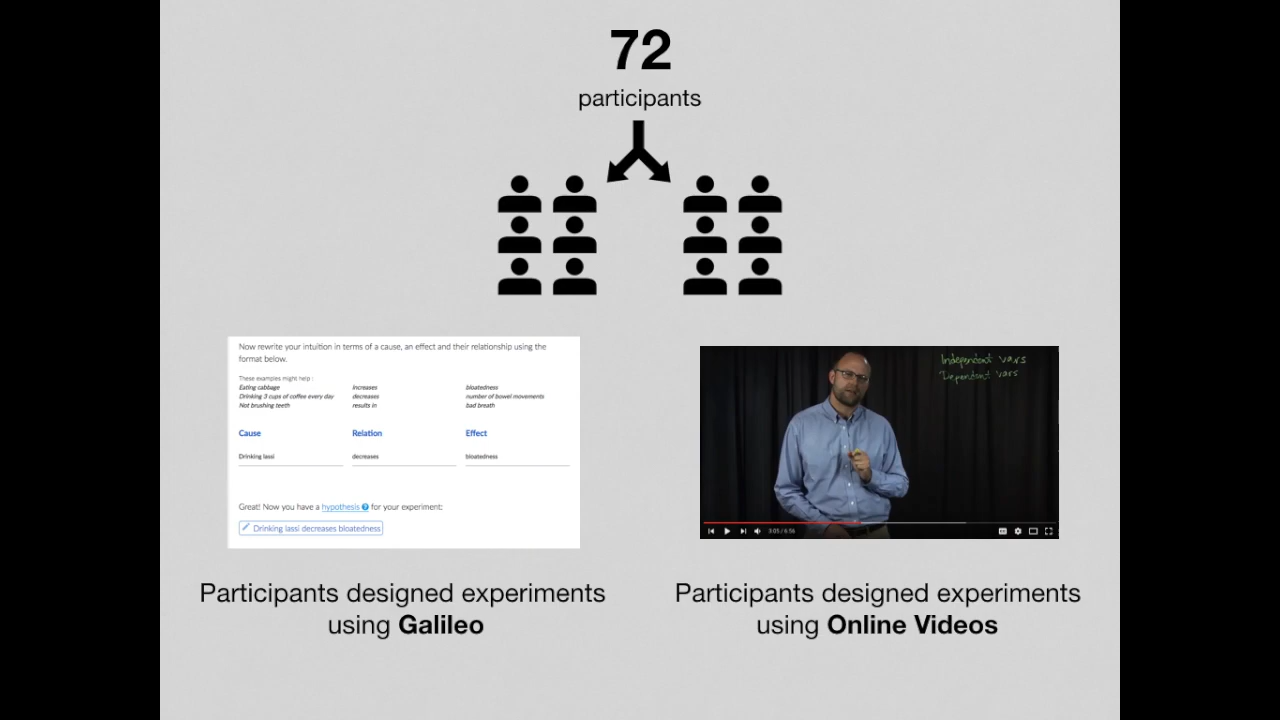 72
participants
Now rewrite your intuition in terms of a cause, an effect and their relationship using the
format below.
These examples might help :
Eating cabbage increases bloatedness
Drinking 3 cups of coffee every day decreases number of bowel movements
Not brushing teeth results in bad breath
Cause Relation Effect
Drinking lassi decreases bloatedness
Great! Now you have a hypothesis ? for your experiment:
Drinking lassi decreases bloatedness
Independent vars
Dependent vars
3:05 / 6:56
Participants designed experiments
using Galileo
Participants designed experiments
using Online Videos